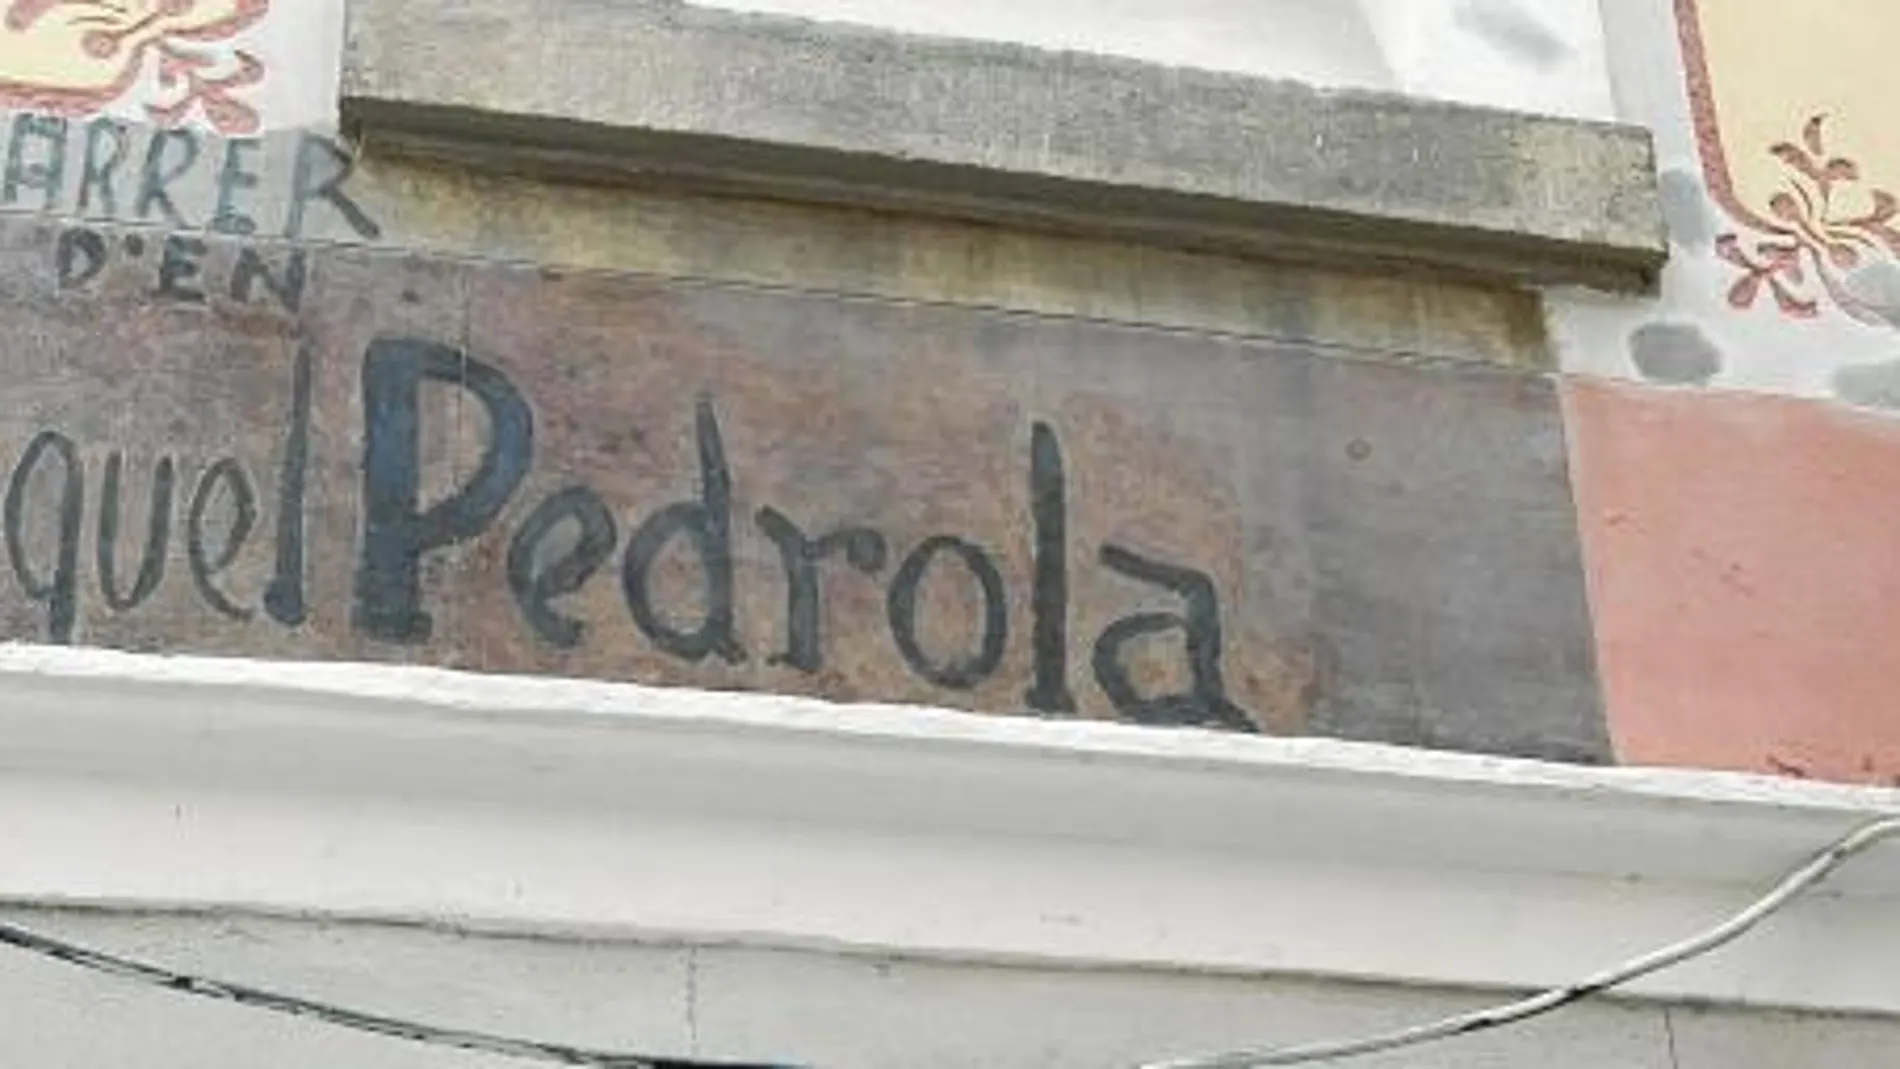 ARRER
D'EN
quel Pedrola